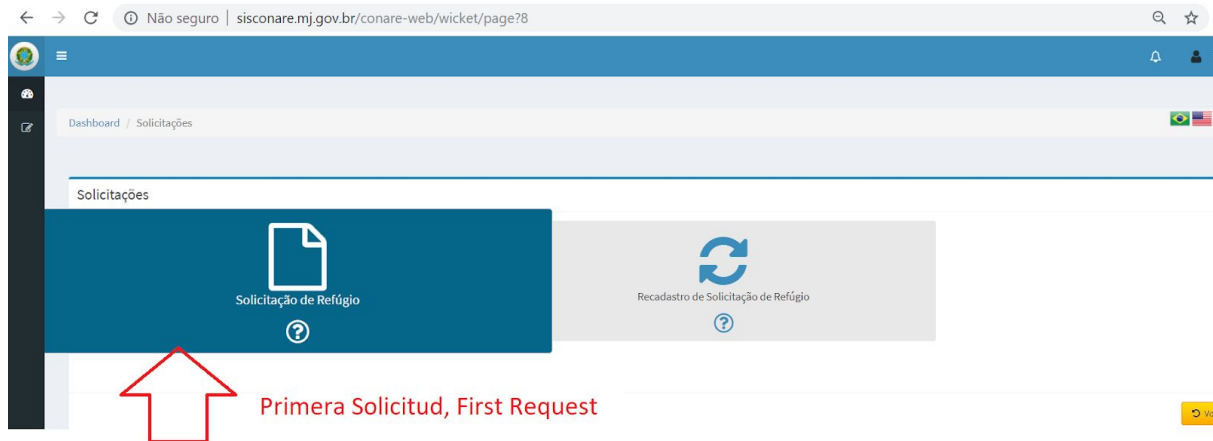 Não seguro | sisconare.mj.gov.br/conare-web/wicket/page?8
Dashboard / Solicitações
Solicitações
Solicitação de Refúgio
Recadastro de Solicitação de Refúgio
Primera Solicitud, First Request